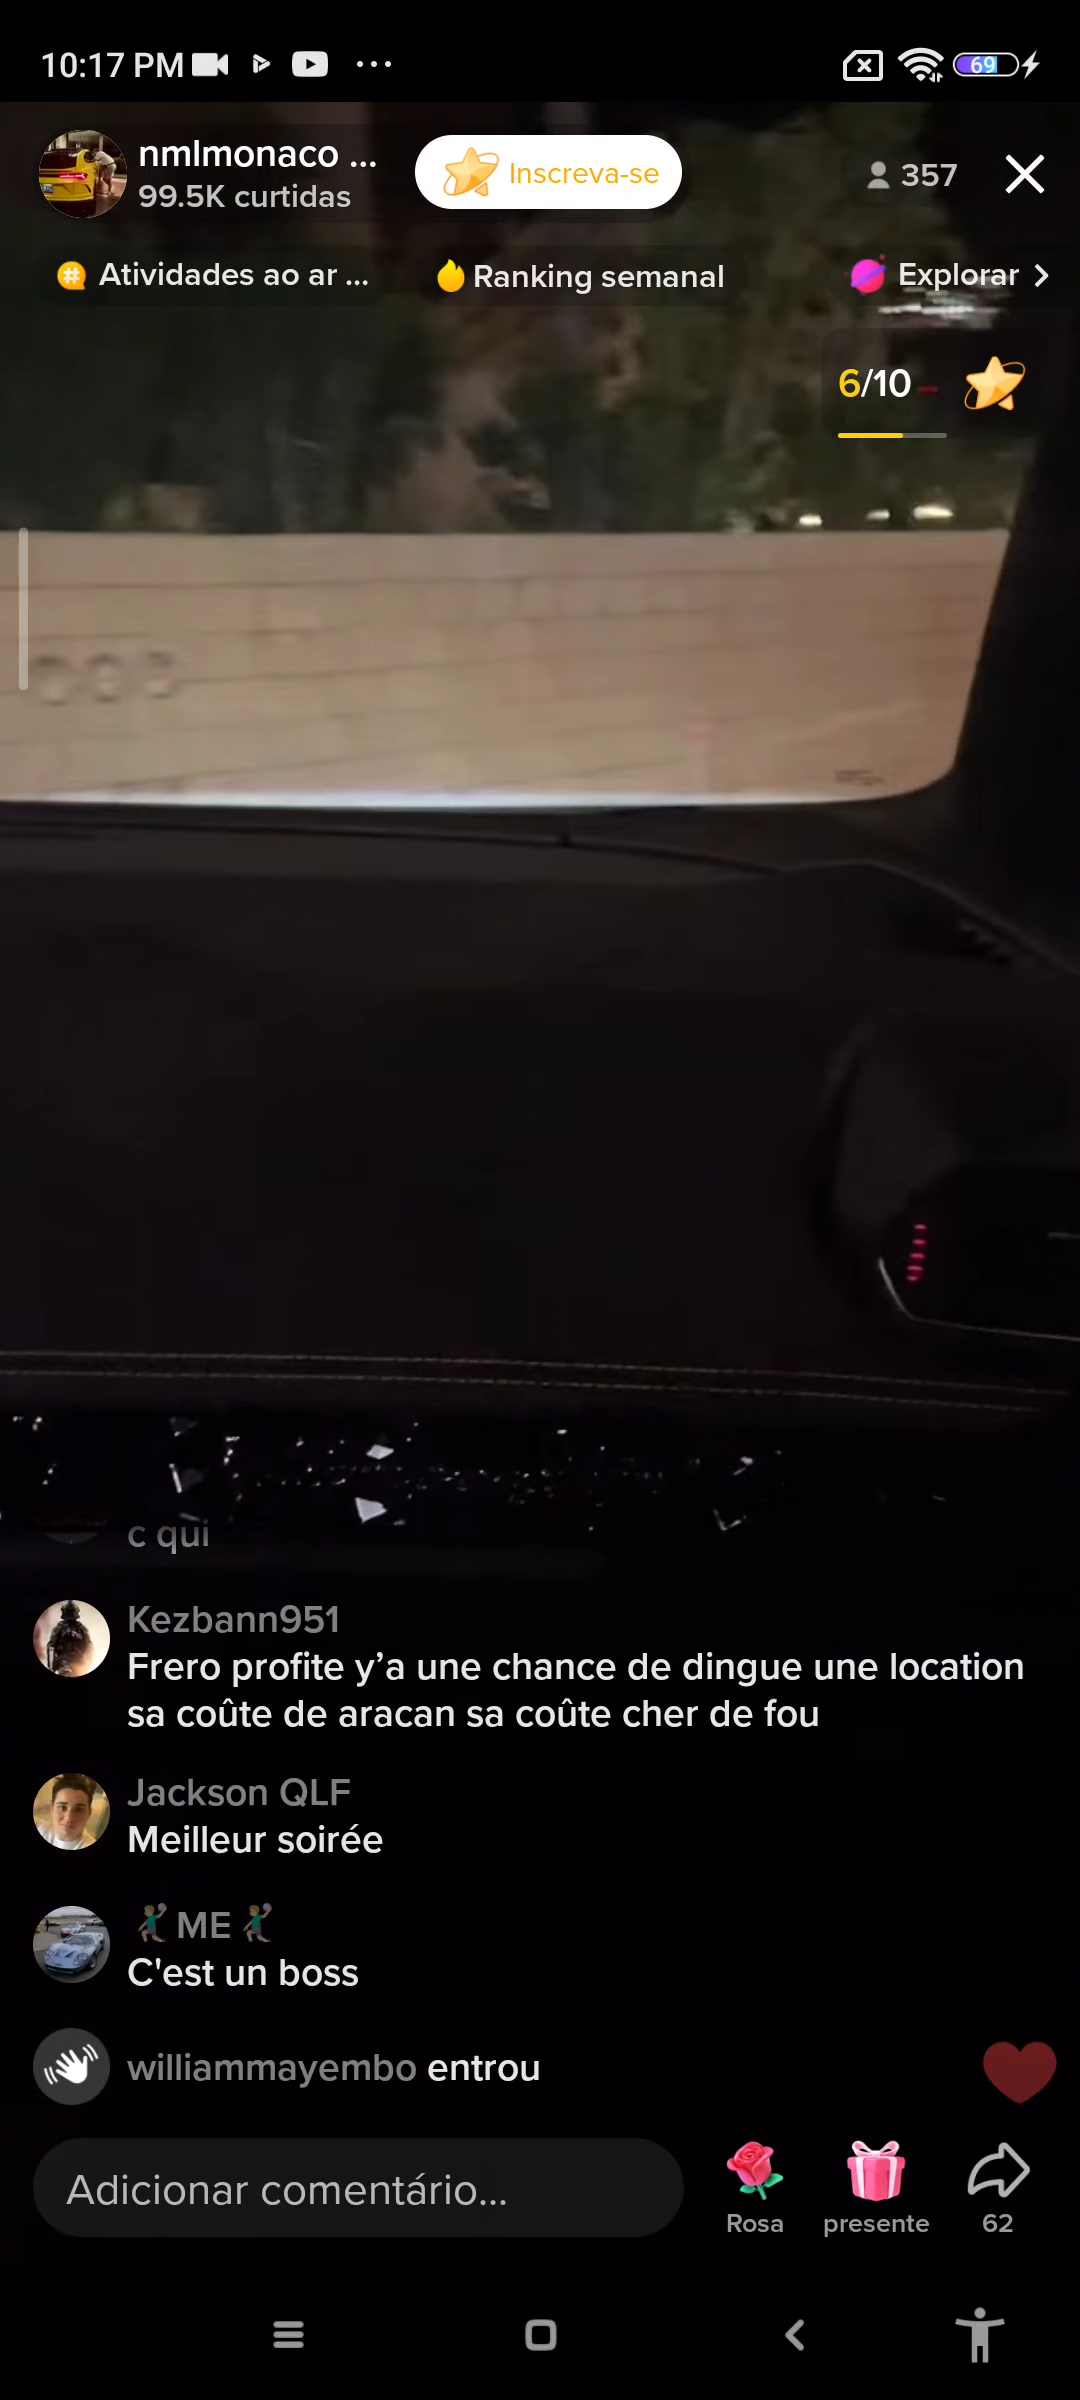 10:17 PM
69
nmlmonaco ...
99.5K curtidas
Inscreva-se
357
Atividades ao ar ...
Ranking semanal
Explorar
6/10
c qui
Kezbann951
Frero profite y’a une chance de dingue une location
sa coûte de aracan sa coûte cher de fou
Jackson QLF
Meilleur soirée
ME
C'est un boss
williammayembo entrou
Adicionar comentário...
Rosa
presente
62